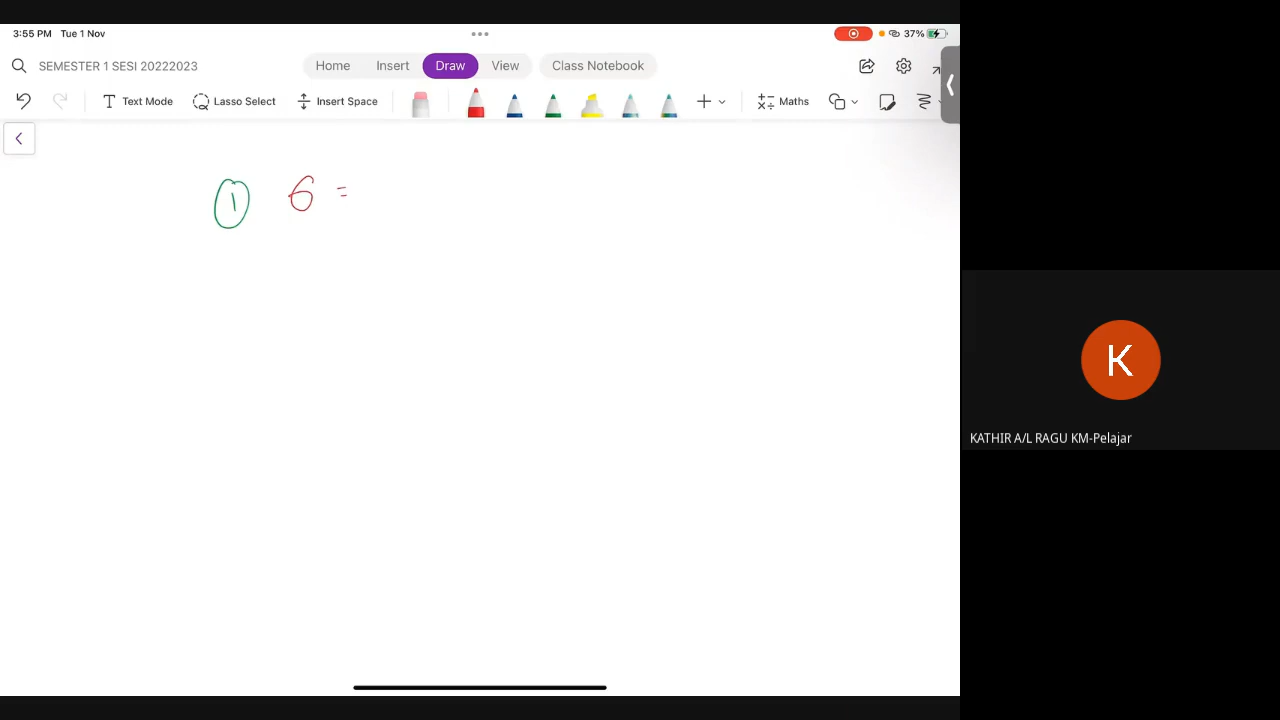 3:55 PM Tue 1 Nov
37%
SEMESTER 1 SESI 20222023
Home Insert Draw View Class Notebook
Text Mode Lasso Select Insert Space Maths
① 6 =
K
KATHIR A/L RAGU KM-Pelajar